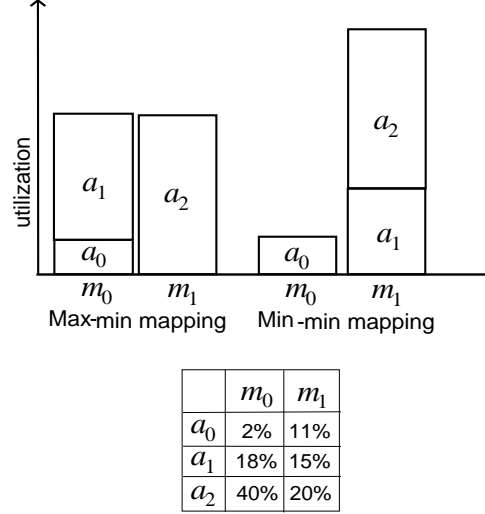 utilization
a₁
a₀
a₂
a₀
a₂
a₁
m₀ m₁ m₀ m₁
Max-min mapping Min-min mapping
m₀ m₁
a₀ 2% 11%
a₁ 18% 15%
a₂ 40% 20%